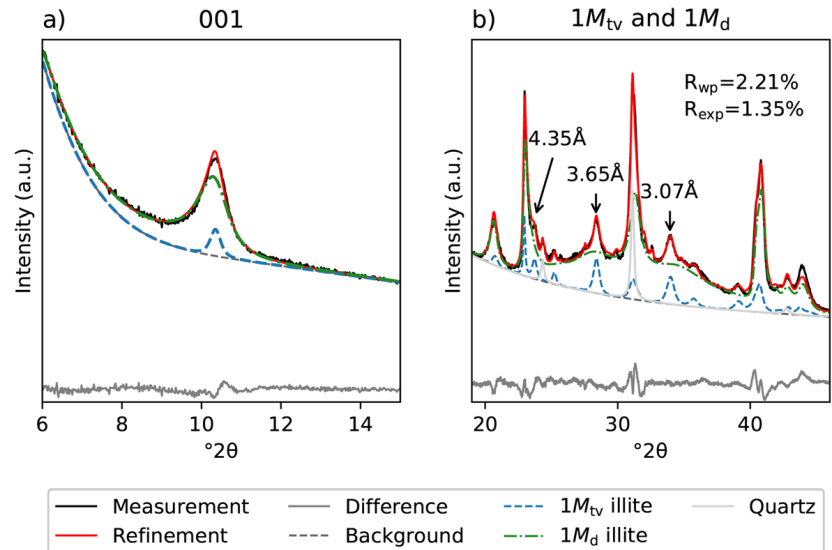 a)
001
Intensity (a.u.)
6 8 10 12 14
°2θ
b)
1Mtv and 1Md
Rwp=2.21%
Rexp=1.35%
4.35Å
3.65Å
3.07Å
Intensity (a.u.)
20 30 40
°2θ
Measurement Difference 1Mtv illite Quartz
Refinement Background 1Md illite